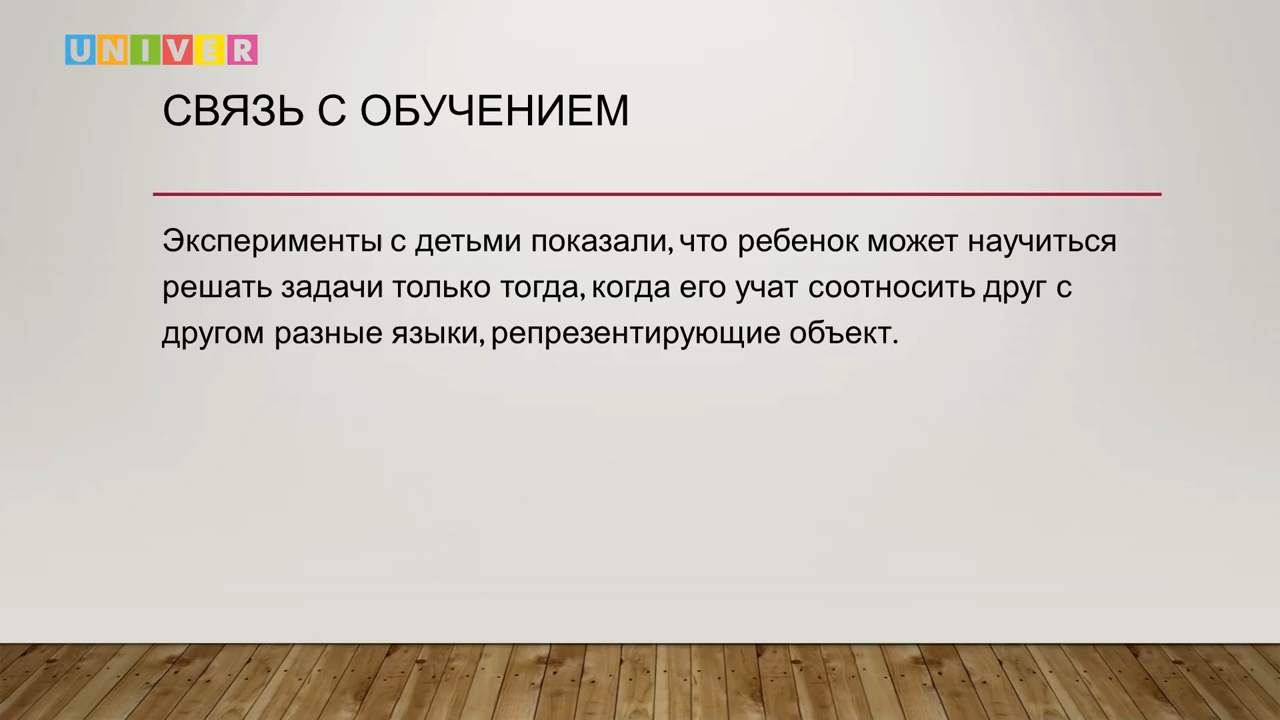 UNIVER
СВЯЗЬ С ОБУЧЕНИЕМ
Эксперименты с детьми показали, что ребенок может научиться
решать задачи только тогда, когда его учат соотносить друг с
другом разные языки, репрезентирующие объект.